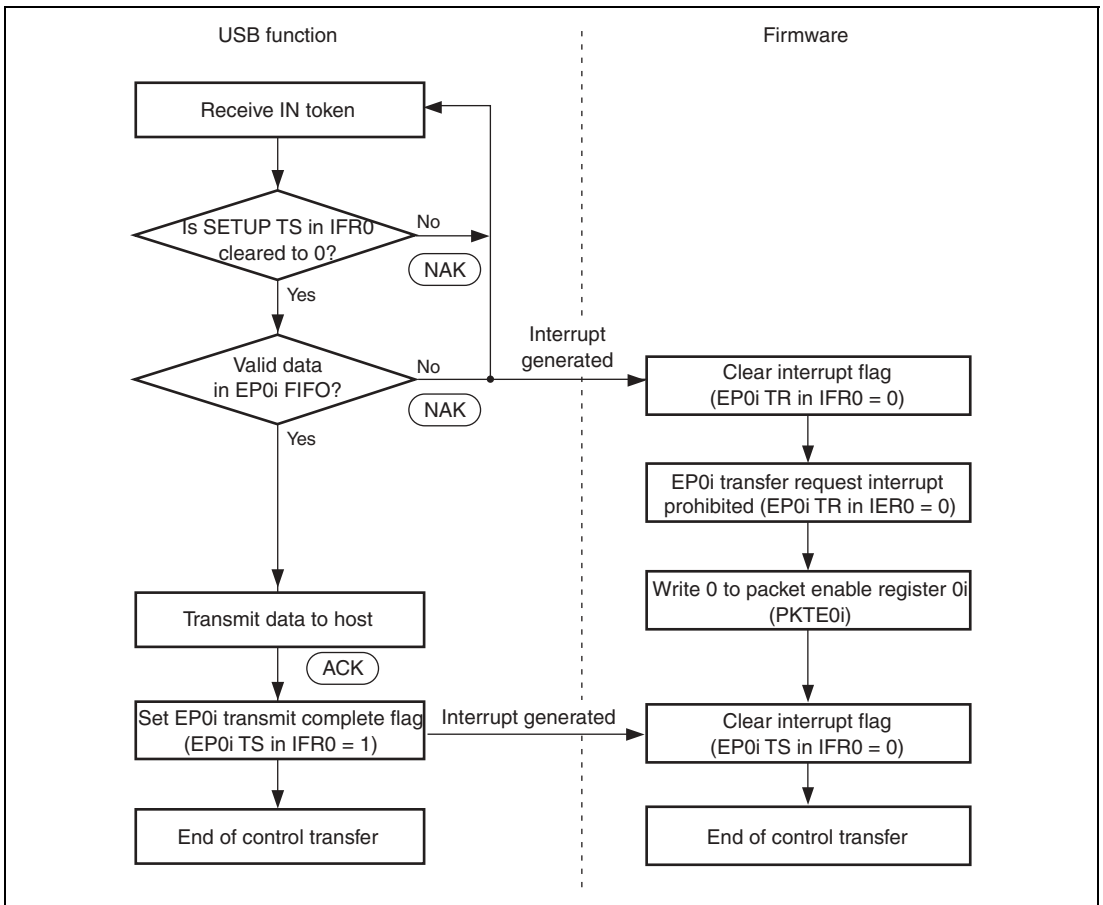 USB function
Firmware
Receive IN token
Is SETUP TS in IFR0
cleared to 0?
No
NAK
Yes
Valid data
in EP0i FIFO?
No
NAK
Yes
Interrupt
generated
Clear interrupt flag
(EP0i TR in IFR0 = 0)
EP0i transfer request interrupt
prohibited (EP0i TR in IER0 = 0)
Write 0 to packet enable register 0i
(PKTE0i)
Transmit data to host
ACK
Set EP0i transmit complete flag
(EP0i TS in IFR0 = 1)
Interrupt generated
Clear interrupt flag
(EP0i TS in IFR0 = 0)
End of control transfer
End of control transfer